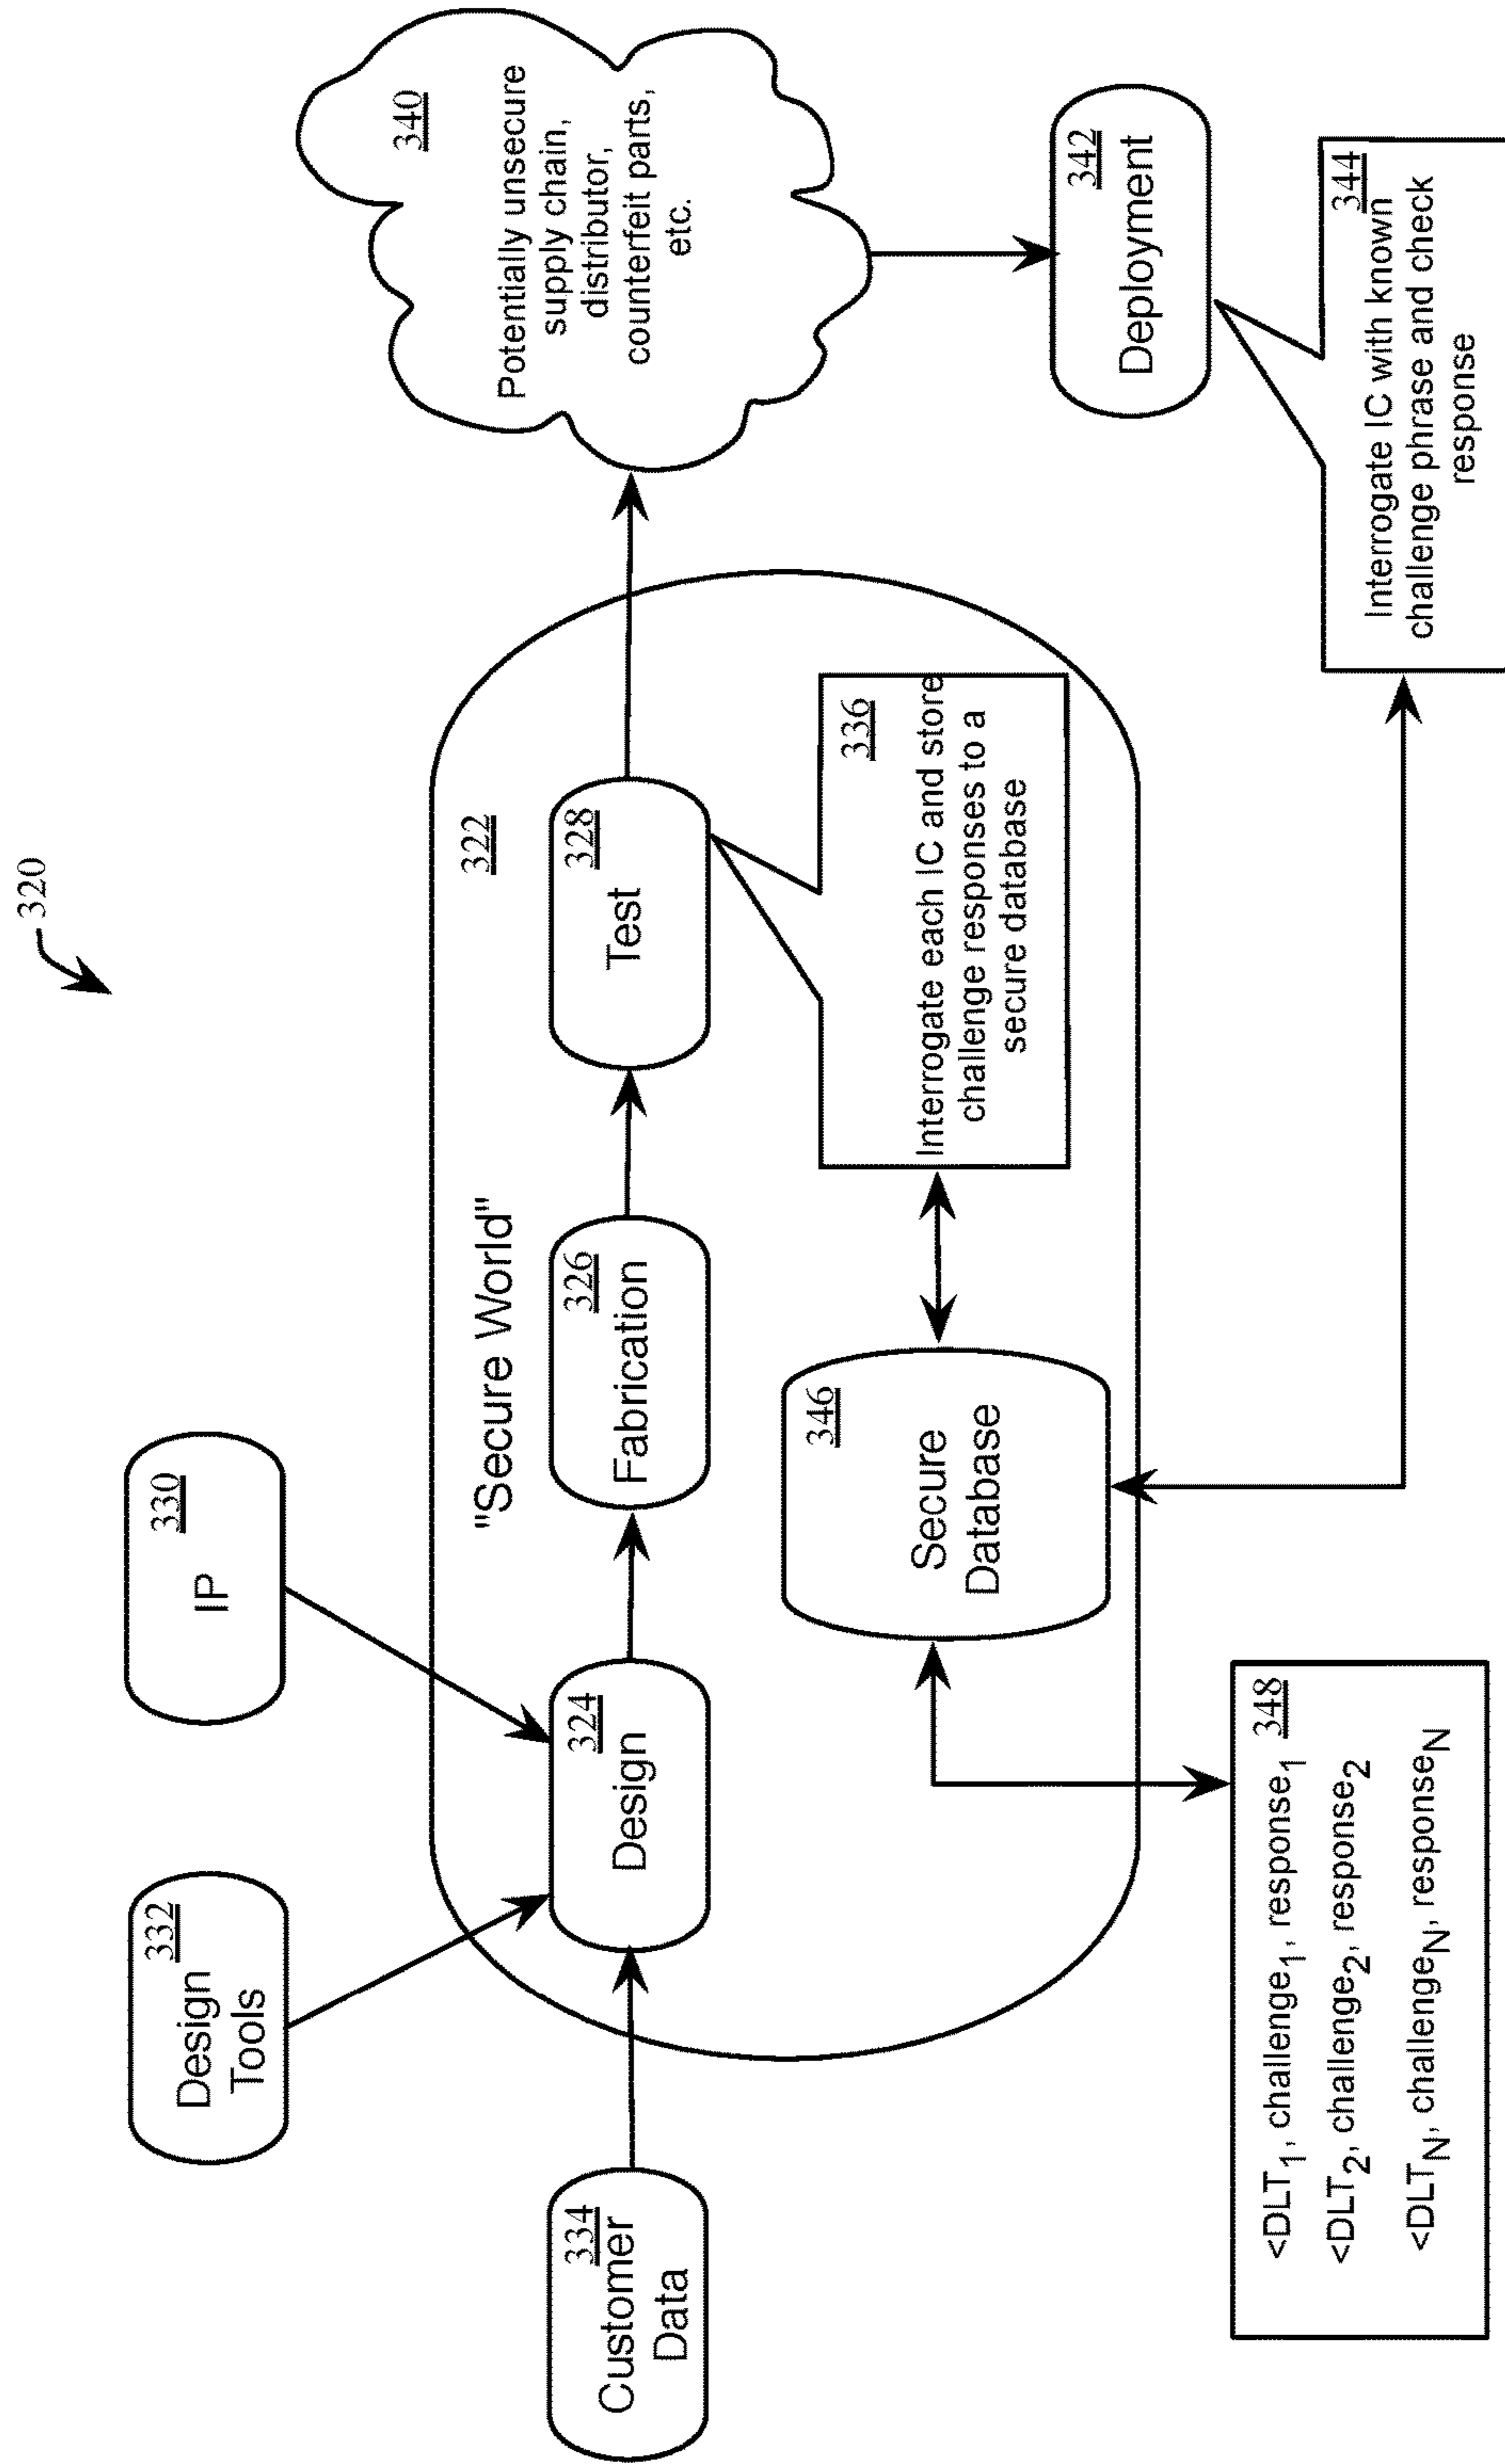 320
332
Design
Tools
330
IP
"Secure World"
322
334
Customer
Data
324
Design
326
Fabrication
328
Test
340
Potentially unsecure
supply chain,
distributor,
counterfeit parts,
etc.
346
Secure
Database
336
Interrogate each IC and store
challenge responses to a
secure database
342
Deployment
348
<DLT₁, challenge₁, response₁
<DLT₂, challenge₂, response₂
<DLT_N, challenge_N, response_N
344
Interrogate IC with known
challenge phrase and check
response